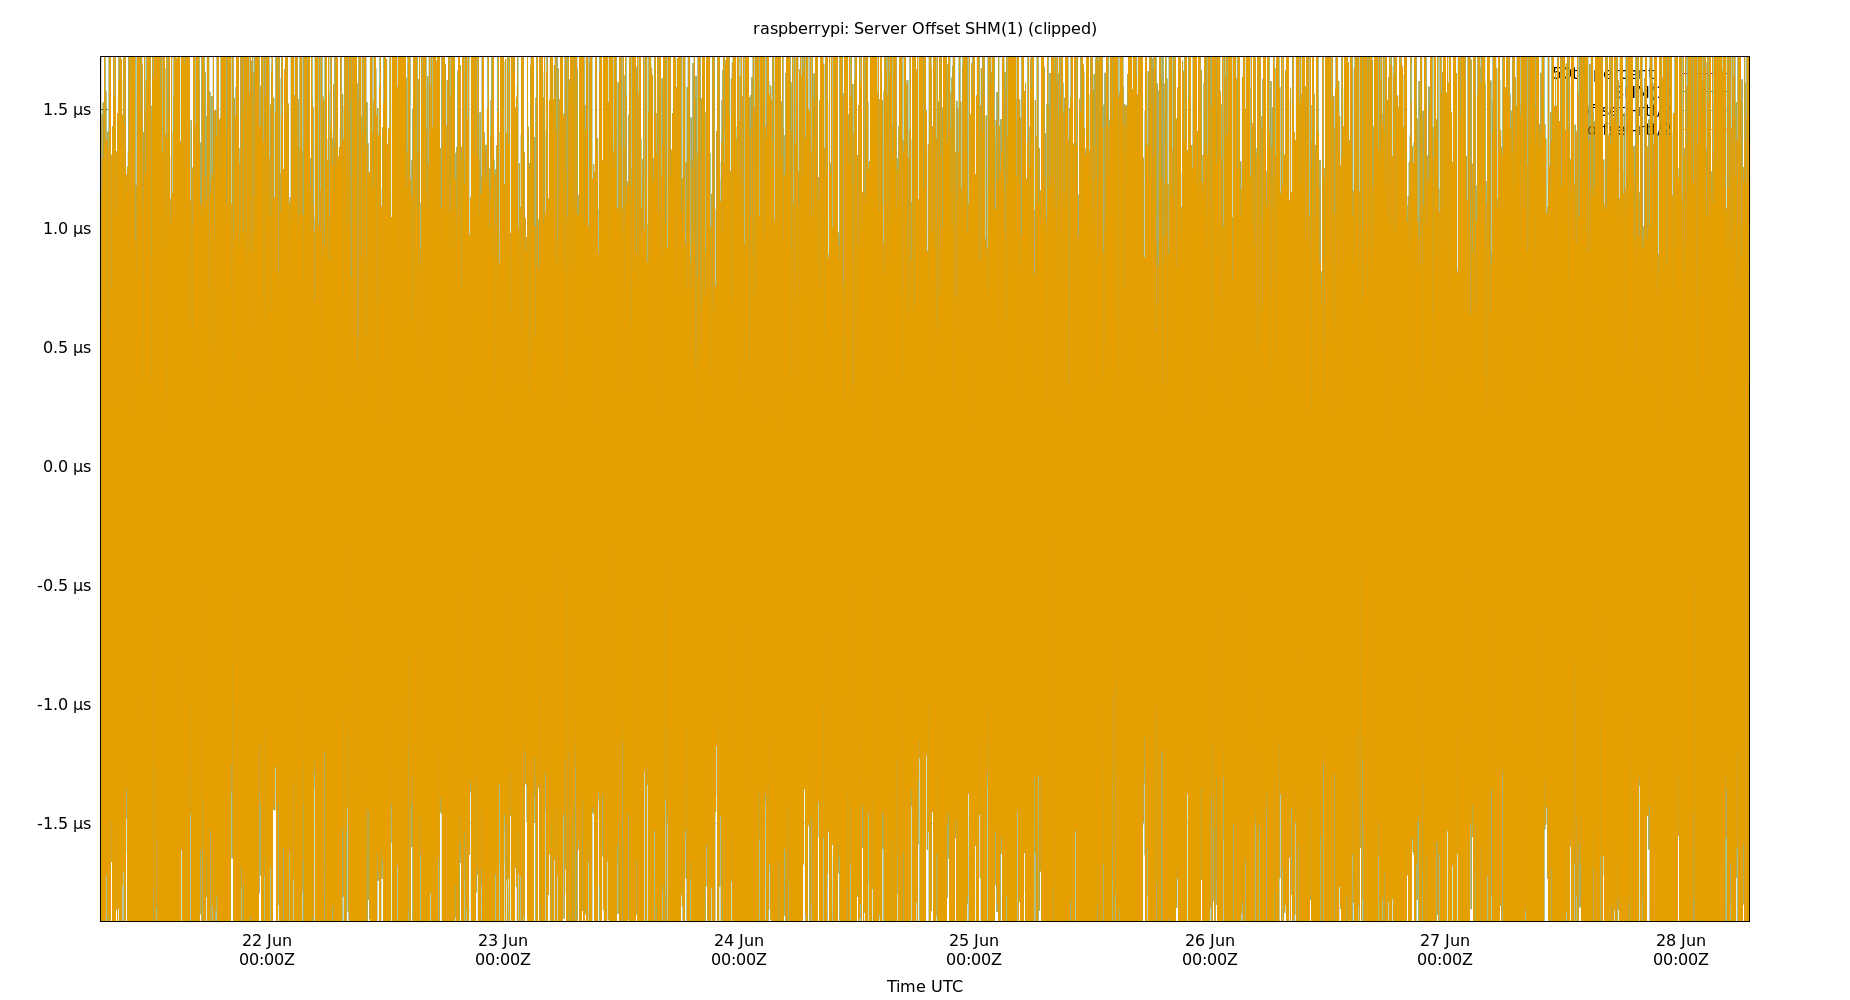 raspberrypi: Server Offset SHM(1) (clipped)
1.5 µs
1.0 µs
0.5 µs
0.0 µs
-0.5 µs
-1.0 µs
-1.5 µs
22 Jun 23 Jun 24 Jun 25 Jun 26 Jun 27 Jun 28 Jun
00:00Z 00:00Z 00:00Z 00:00Z 00:00Z 00:00Z 00:00Z
Time UTC